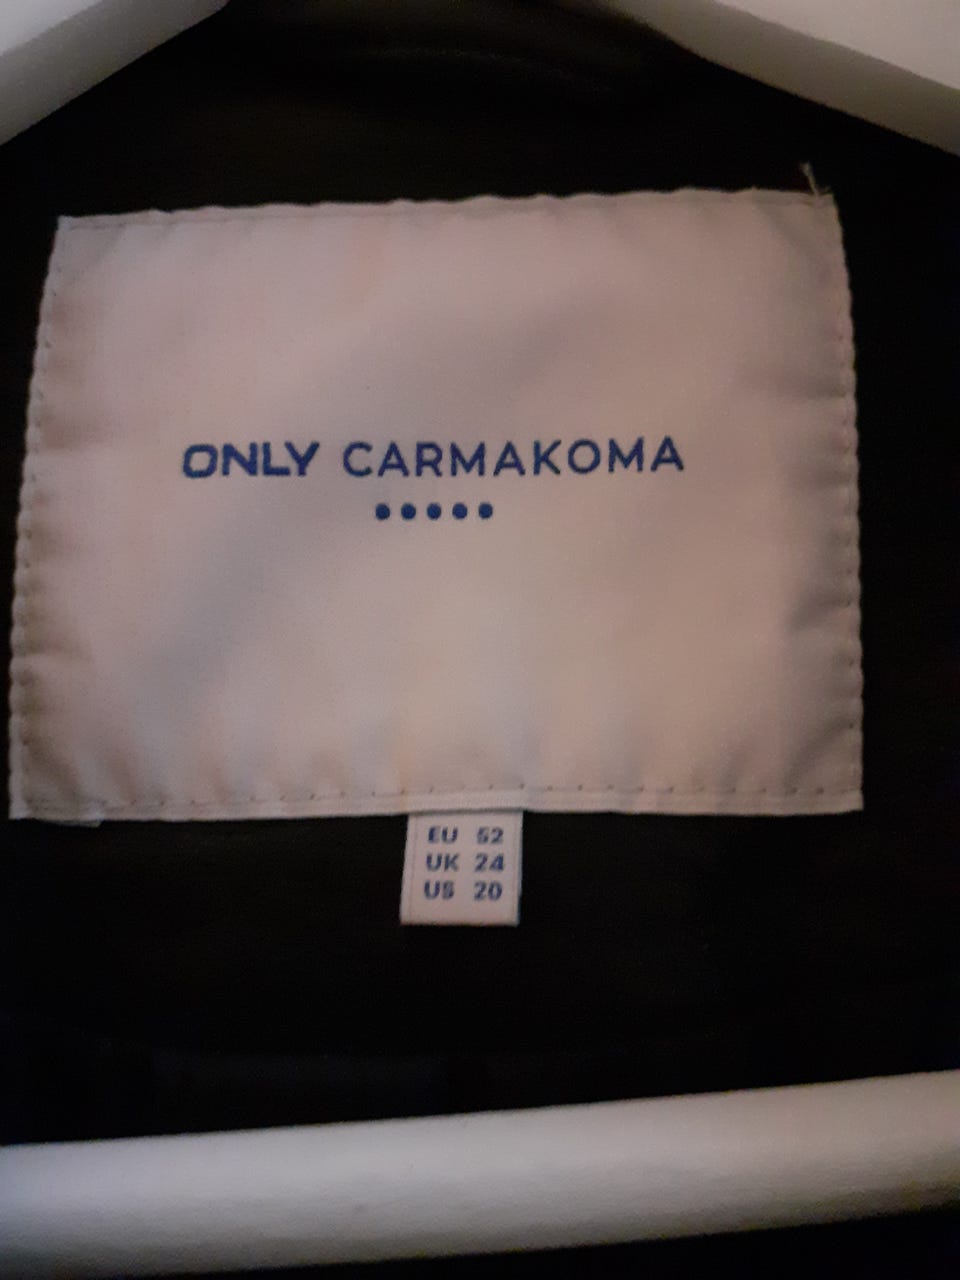 ONLY CARMAKOMA
•••••
EU 52
UK 24
US 20